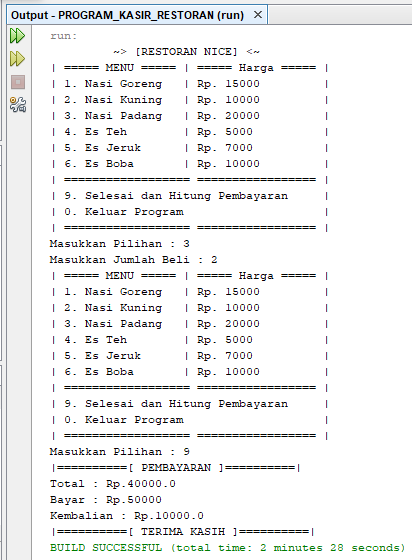 Output - PROGRAM_KASIR_RESTORAN (run) ×
run:
~> [RESTORAN NICE] <~
| ===== MENU ===== | ===== Harga ===== |
| 1. Nasi Goreng | Rp. 15000 |
| 2. Nasi Kuning | Rp. 10000 |
| 3. Nasi Padang | Rp. 20000 |
| 4. Es Teh | Rp. 5000 |
| 5. Es Jeruk | Rp. 7000 |
| 6. Es Boba | Rp. 10000 |
| ================== ================= |
| 9. Selesai dan Hitung Pembayaran |
| 0. Keluar Program |
| ================== ================= |
Masukkan Pilihan : 3
Masukkan Jumlah Beli : 2
| ===== MENU ===== | ===== Harga ===== |
| 1. Nasi Goreng | Rp. 15000 |
| 2. Nasi Kuning | Rp. 10000 |
| 3. Nasi Padang | Rp. 20000 |
| 4. Es Teh | Rp. 5000 |
| 5. Es Jeruk | Rp. 7000 |
| 6. Es Boba | Rp. 10000 |
| ================== ================= |
| 9. Selesai dan Hitung Pembayaran |
| 0. Keluar Program |
| ================== ================= |
Masukkan Pilihan : 9
|==========[ PEMBAYARAN ]==========|
Total : Rp.40000.0
Bayar : Rp.50000
Kembalian : Rp.10000.0
|==========[ TERIMA KASIH ]==========|
BUILD SUCCESSFUL (total time: 2 minutes 28 seconds)